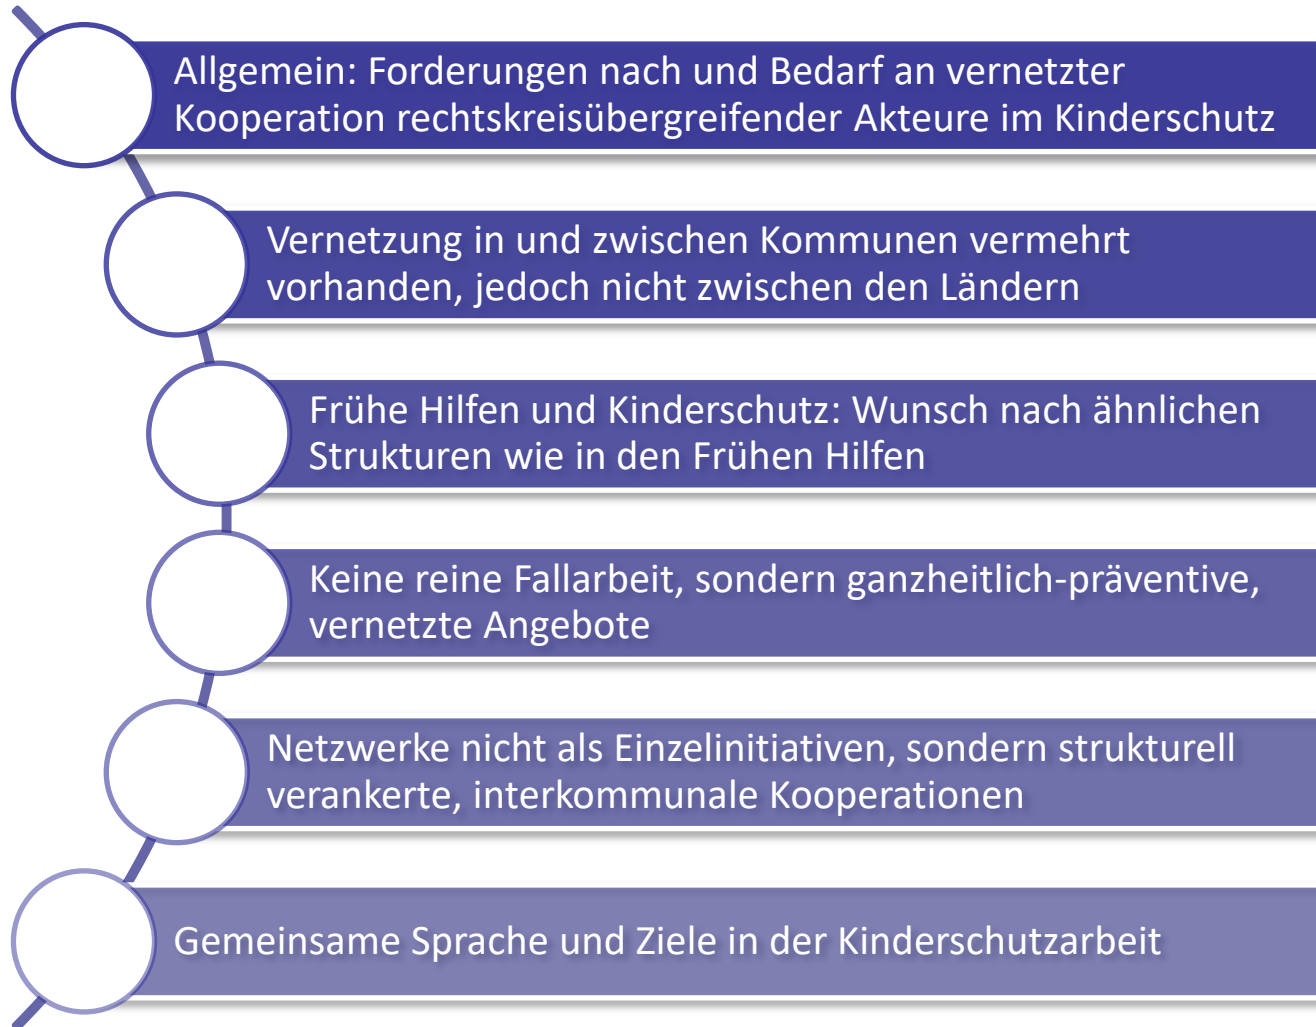 Allgemein: Forderungen nach und Bedarf an vernetzter
Kooperation rechtskreisübergreifender Akteure im Kinderschutz
Vernetzung in und zwischen Kommunen vermehrt
vorhanden, jedoch nicht zwischen den Ländern
Frühe Hilfen und Kinderschutz: Wunsch nach ähnlichen
Strukturen wie in den Frühen Hilfen
Keine reine Fallarbeit, sondern ganzheitlich-präventive,
vernetzte Angebote
Netzwerke nicht als Einzelinitiativen, sondern strukturell
verankerte, interkommunale Kooperationen
Gemeinsame Sprache und Ziele in der Kinderschutzarbeit